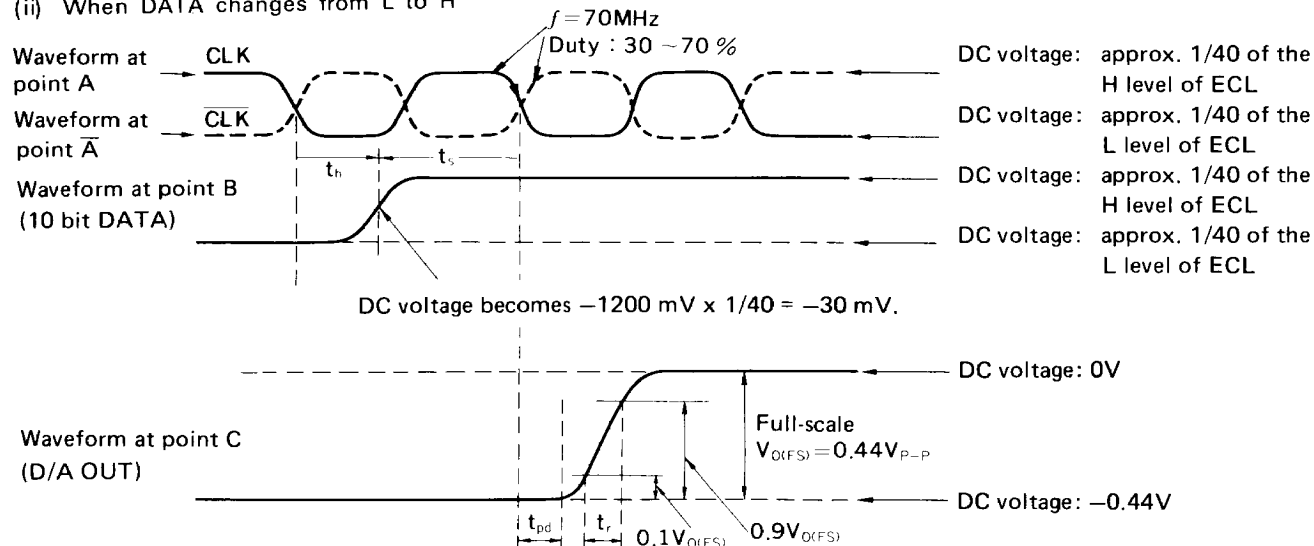 (ii) When DATA changes from L to H
f=70MHz
Duty : 30 ~70 %
Waveform at
point A
CLK
DC voltage: approx. 1/40 of the
H level of ECL
Waveform at
point A̅
C̅L̅K̅
DC voltage: approx. 1/40 of the
L level of ECL
th
ts
Waveform at point B
(10 bit DATA)
DC voltage: approx. 1/40 of the
H level of ECL
DC voltage: approx. 1/40 of the
L level of ECL
DC voltage becomes −1200 mV x 1/40 = −30 mV.
DC voltage: 0V
Full-scale
VO(FS)=0.44VP−P
Waveform at point C
(D/A OUT)
DC voltage: −0.44V
tpd
tr
0.1VO(FS)
0.9VO(FS)